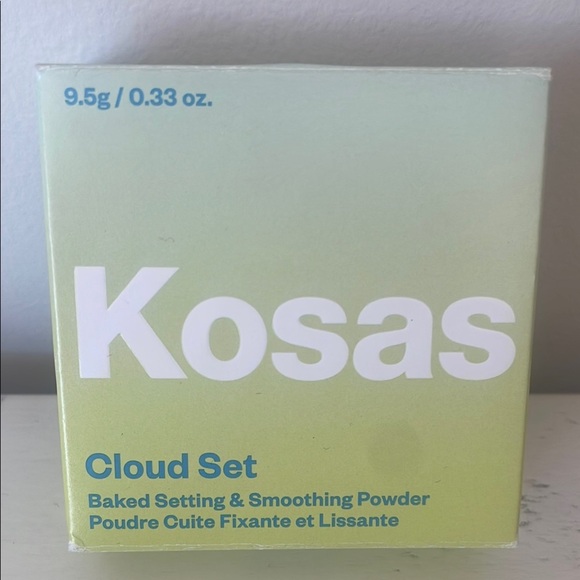 9.5g / 0.33 oz.
Kosas
Cloud Set
Baked Setting & Smoothing Powder
Poudre Cuite Fixante et Lissante